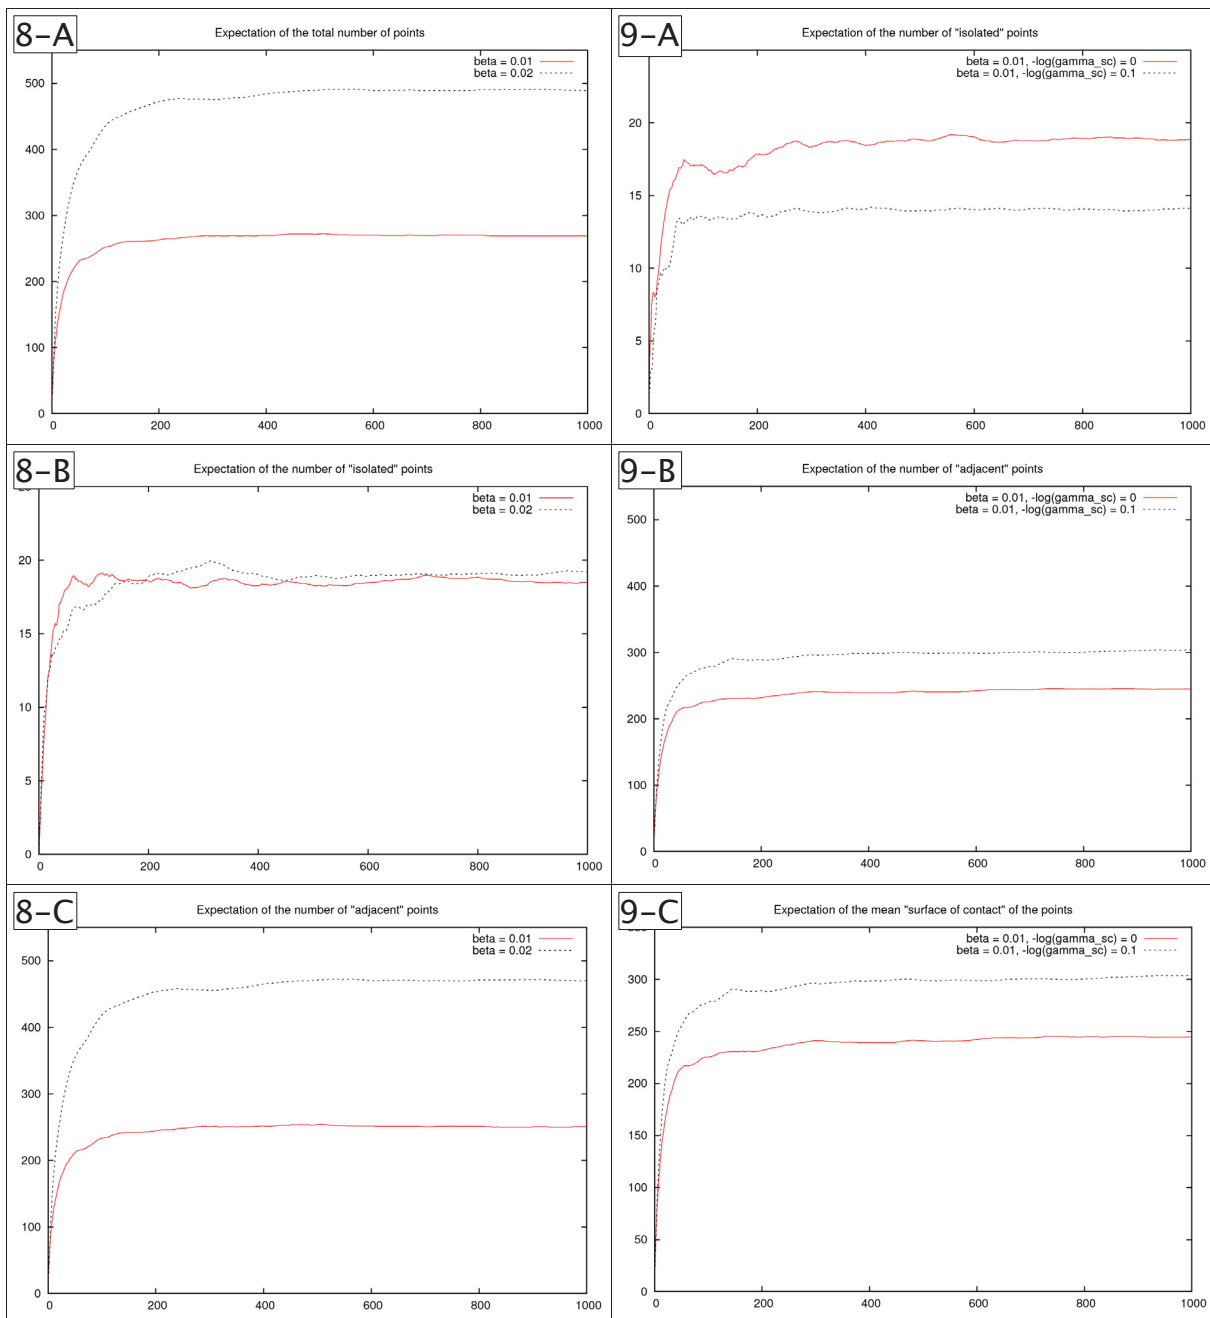 8-A
Expectation of the total number of points
beta = 0.01
beta = 0.02
500
400
300
200
100
0
0 200 400 600 800 1000
9-A
Expectation of the number of "isolated" points
beta = 0.01, -log(gamma_sc) = 0
beta = 0.01, -log(gamma_sc) = 0.1
20
15
10
5
0
0 200 400 600 800 1000
8-B
Expectation of the number of "isolated" points
beta = 0.01
beta = 0.02
20
15
10
5
0
0 200 400 600 800 1000
9-B
Expectation of the number of "adjacent" points
beta = 0.01, -log(gamma_sc) = 0
beta = 0.01, -log(gamma_sc) = 0.1
500
400
300
200
100
0
0 200 400 600 800 1000
8-C
Expectation of the number of "adjacent" points
beta = 0.01
beta = 0.02
500
400
300
200
100
0
0 200 400 600 800 1000
9-C
Expectation of the mean "surface of contact" of the points
beta = 0.01, -log(gamma_sc) = 0
beta = 0.01, -log(gamma_sc) = 0.1
300
250
200
150
100
50
0
0 200 400 600 800 1000